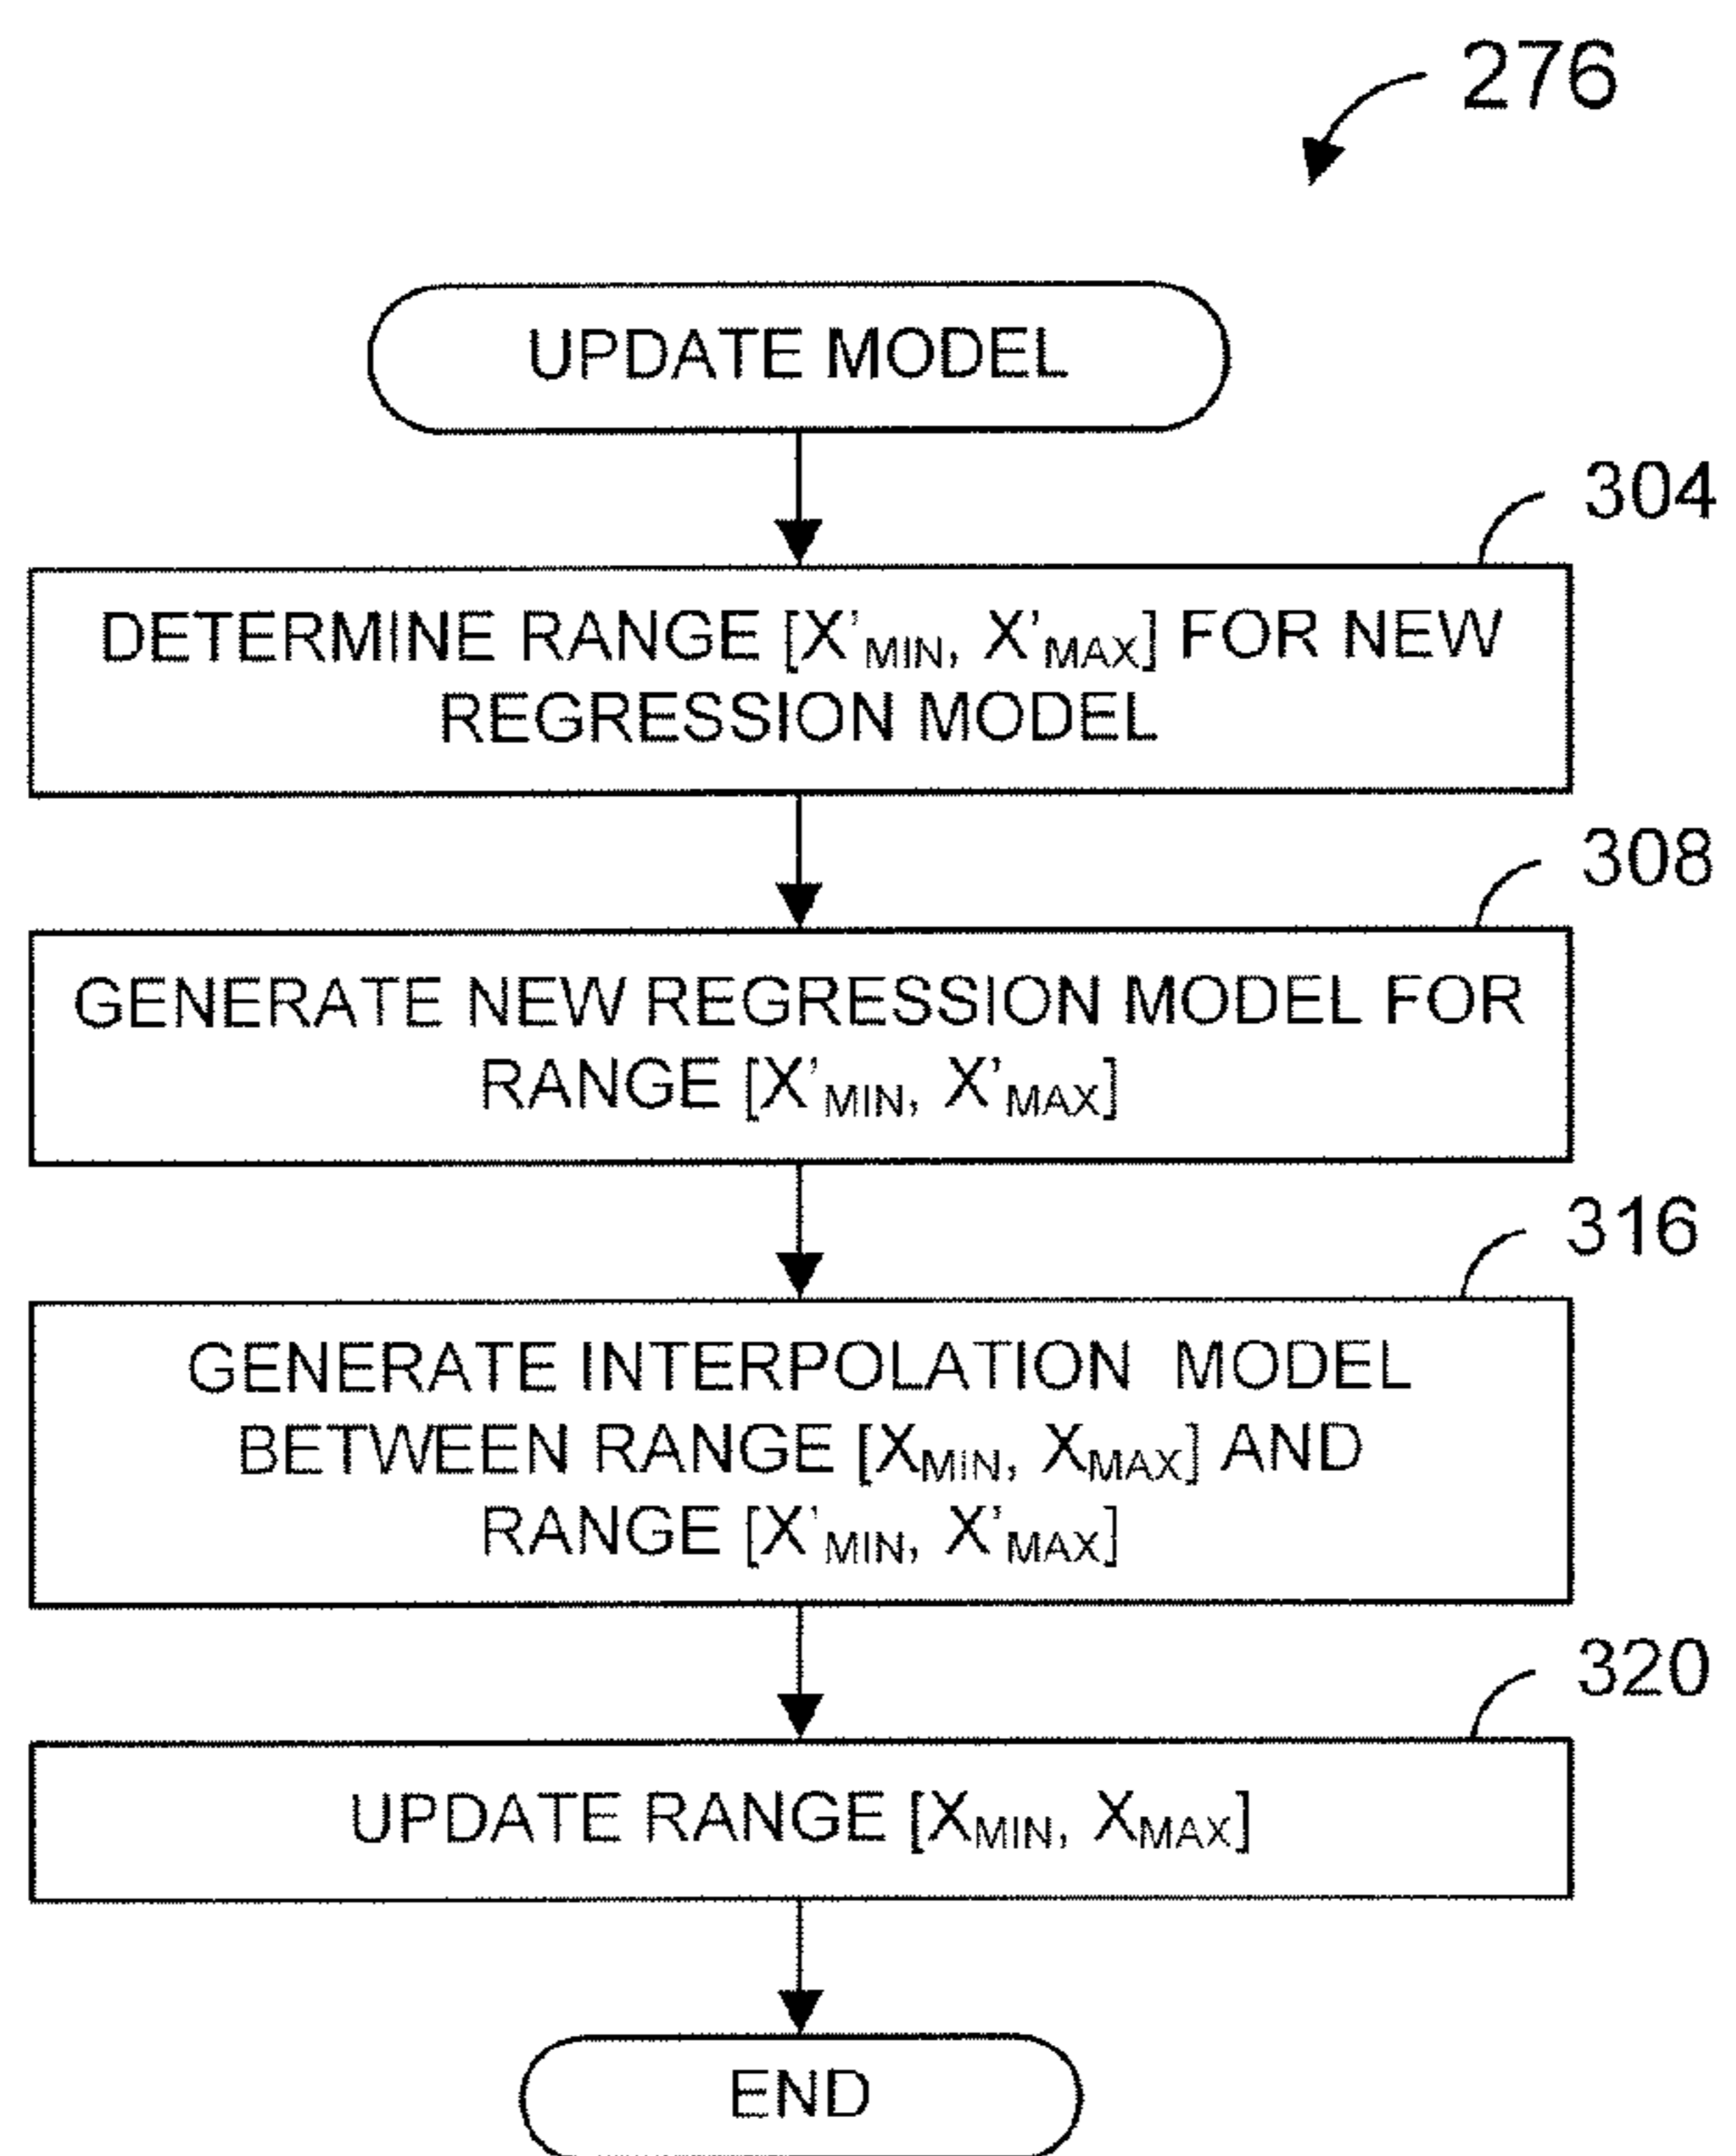 276
UPDATE MODEL
304
DETERMINE RANGE [X'MIN, X'MAX] FOR NEW
REGRESSION MODEL
308
GENERATE NEW REGRESSION MODEL FOR
RANGE [X'MIN, X'MAX]
316
GENERATE INTERPOLATION MODEL
BETWEEN RANGE [XMIN, XMAX] AND
RANGE [X'MIN, X'MAX]
320
UPDATE RANGE [XMIN, XMAX]
END